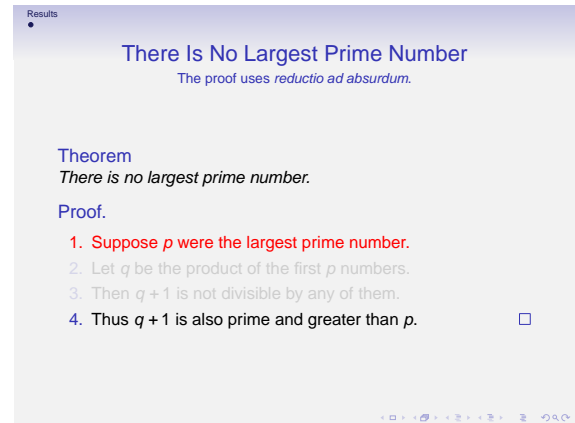 Results
There Is No Largest Prime Number
The proof uses reductio ad absurdum.
Theorem
There is no largest prime number.
Proof.
1. Suppose p were the largest prime number.
2. Let q be the product of the first p numbers.
3. Then q + 1 is not divisible by any of them.
4. Thus q + 1 is also prime and greater than p.